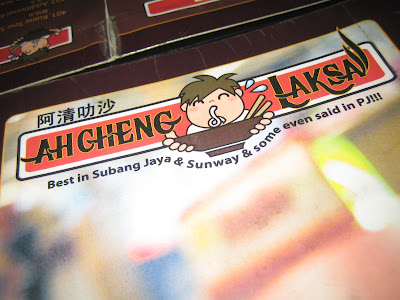 阿清叻沙
AH CHENG LAKSA
Best in Subang Jaya & Sunway & some even said in PJ!!!